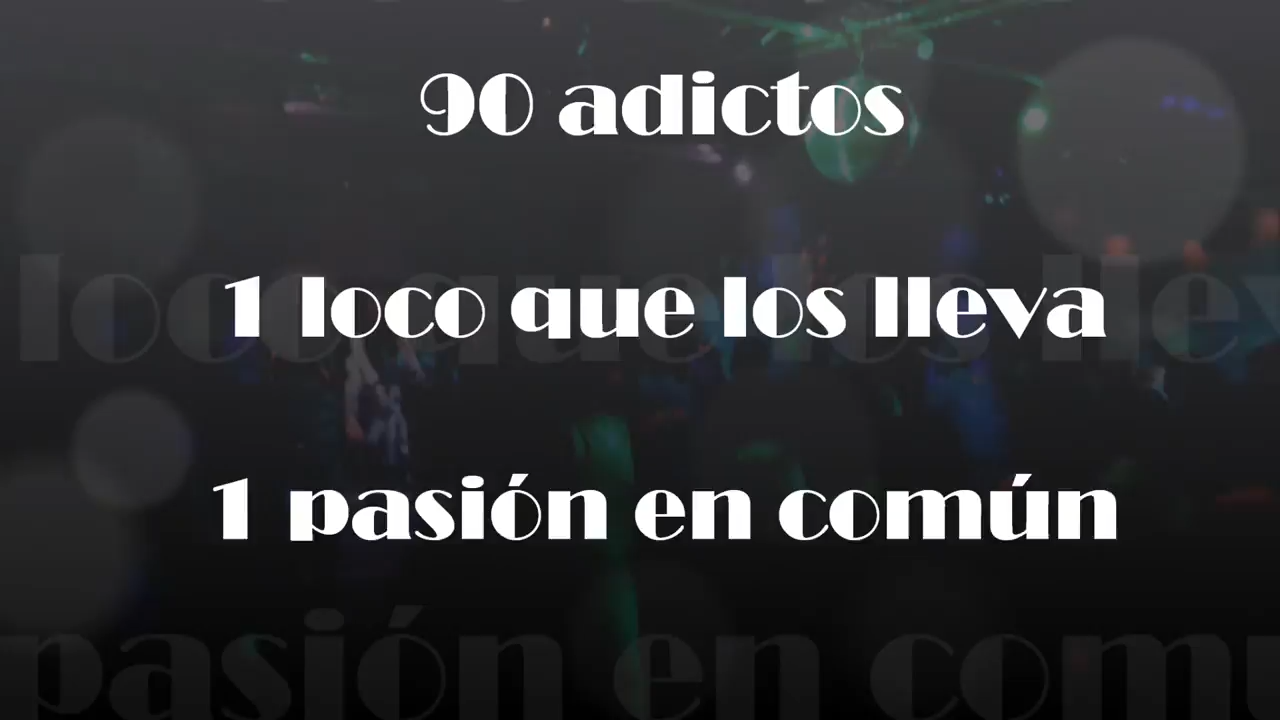 90 adictos
1 loco que los lleva
1 pasión en común